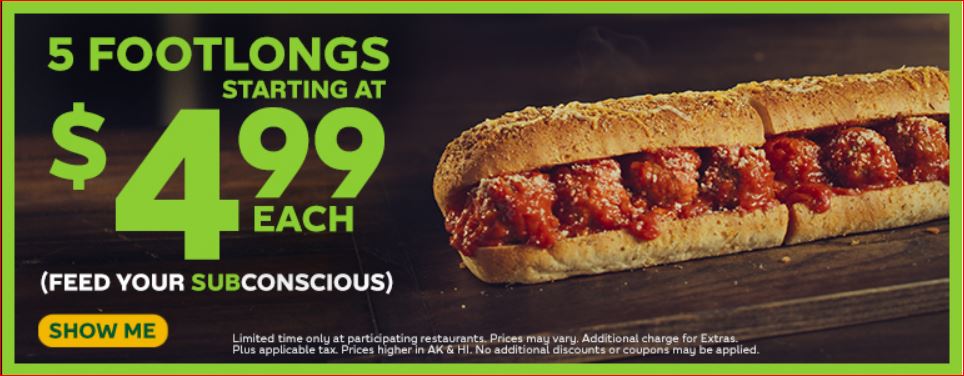 5 FOOTLONGS
STARTING AT
$4.99
EACH
(FEED YOUR SUBCONSCIOUS)
SHOW ME
Limited time only at participating restaurants. Prices may vary. Additional charge for Extras.
Plus applicable tax. Prices higher in AK & HI. No additional discounts or coupons may be applied.